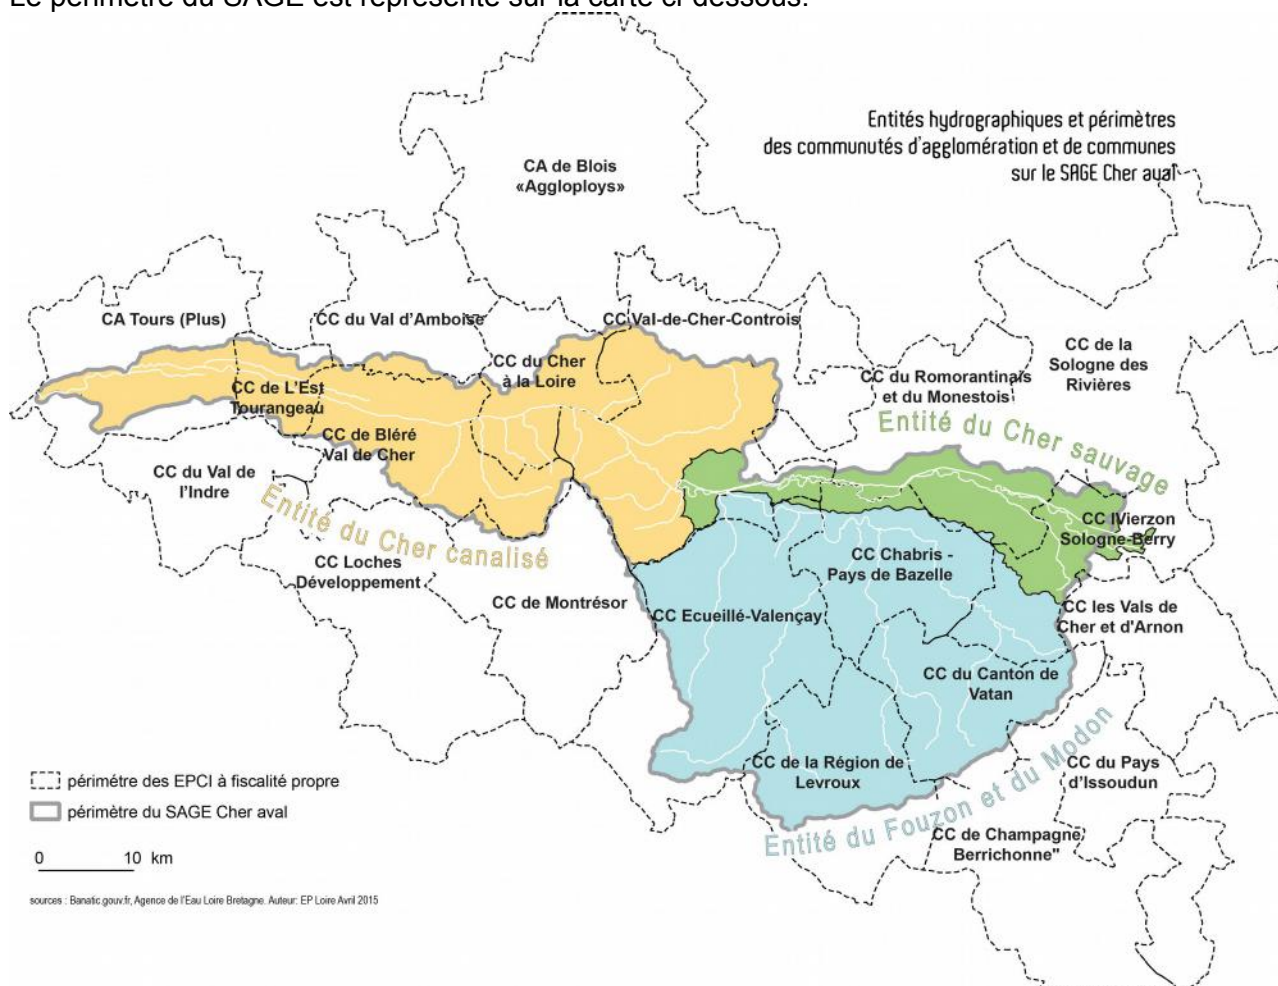 Le périmètre du SAGE est représenté sur la carte ci-dessous.
Entités hydrographiques et périmètres
des communutés d'agglomération et de communes
sur le SAGE Cher aval
CA de Blois
«Aggloploys»
CA Tours (Plus)
CC du Val d'Amboise
CC Val-de-Cher-Controis
CC du Cher
à la Loire
CC de la
Sologne des
Rivières
CC du Romorantinais
et du Monestois
CC de L'Est
Tourangeau
Entité du Cher sauvage
CC de Bléré
Val de Cher
CC du Val de
l'Indre
Entité du Cher canalisé
CC IVierzon
Sologne-Berry
CC Loches
Développement
CC Chabris -
Pays de Bazelle
CC de Montrésor
CC Ecueillé-Valençay
CC les Vals de
Cher et d'Arnon
CC du Canton de
Vatan
CC de la Région de
Levroux
CC du Pays
d'Issoudun
Entité du Fouzon et du Modon
CC de Champagne
Berrichonne"
périmétre des EPCI à fiscalité propre
périmètre du SAGE Cher aval
0 10 km
sources : Banatic.gouv.fr, Agence de l'Eau Loire Bretagne. Auteur: EP Loire Avril 2015